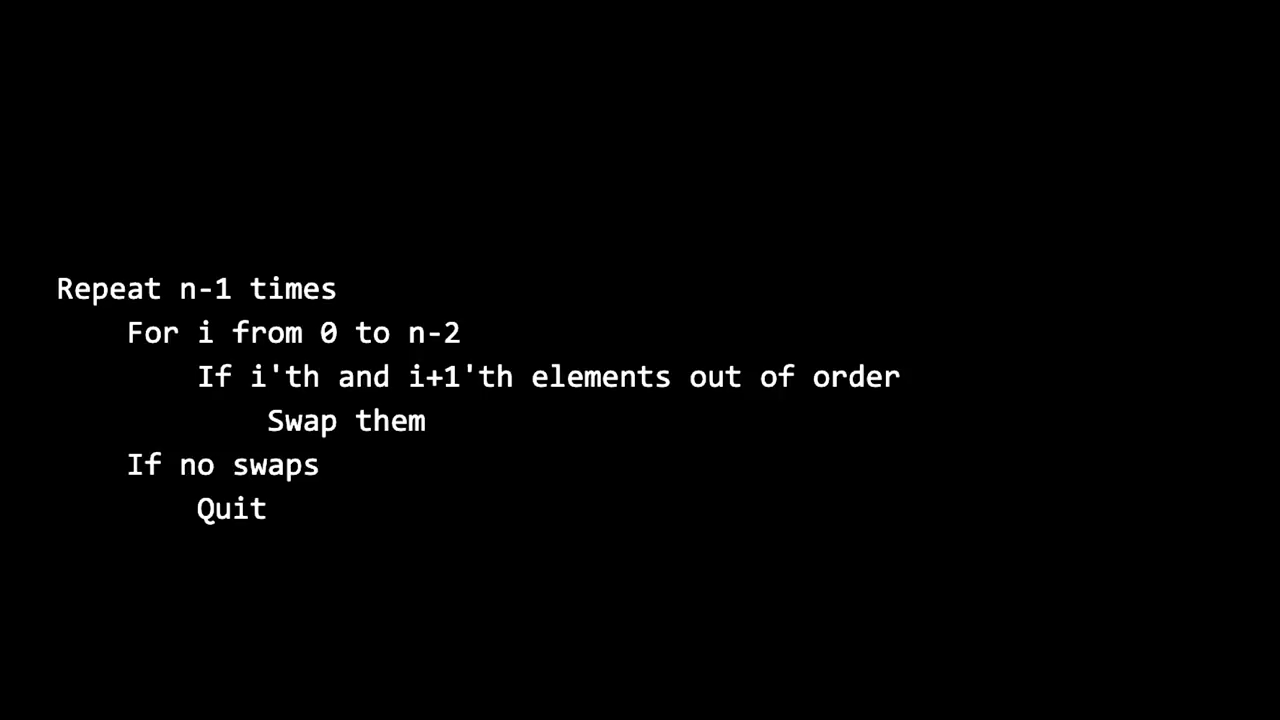 Repeat n-1 times
For i from 0 to n-2
If i'th and i+1'th elements out of order
Swap them
If no swaps
Quit